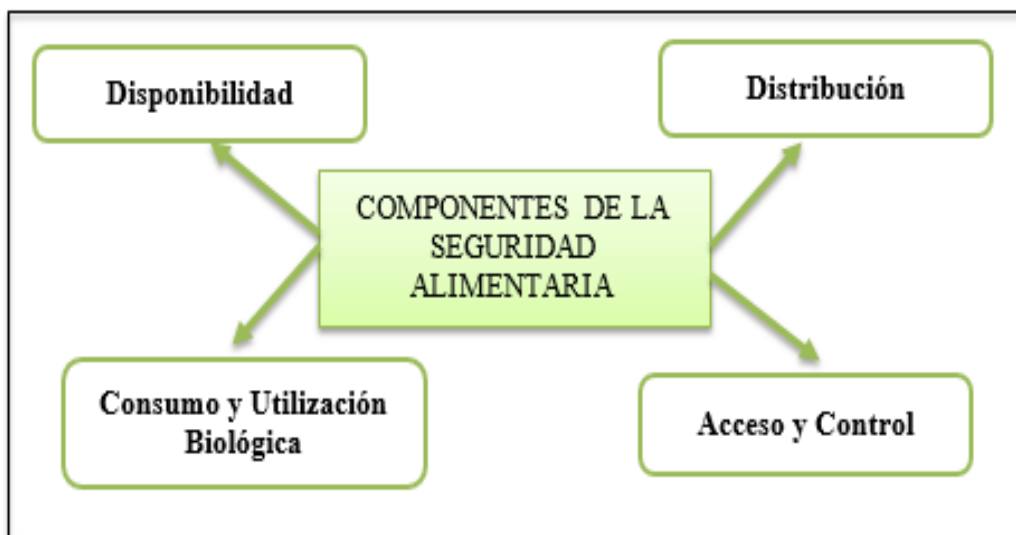 Disponibilidad
Distribución
COMPONENTES DE LA
SEGURIDAD
ALIMENTARIA
Consumo y Utilización
Biológica
Acceso y Control